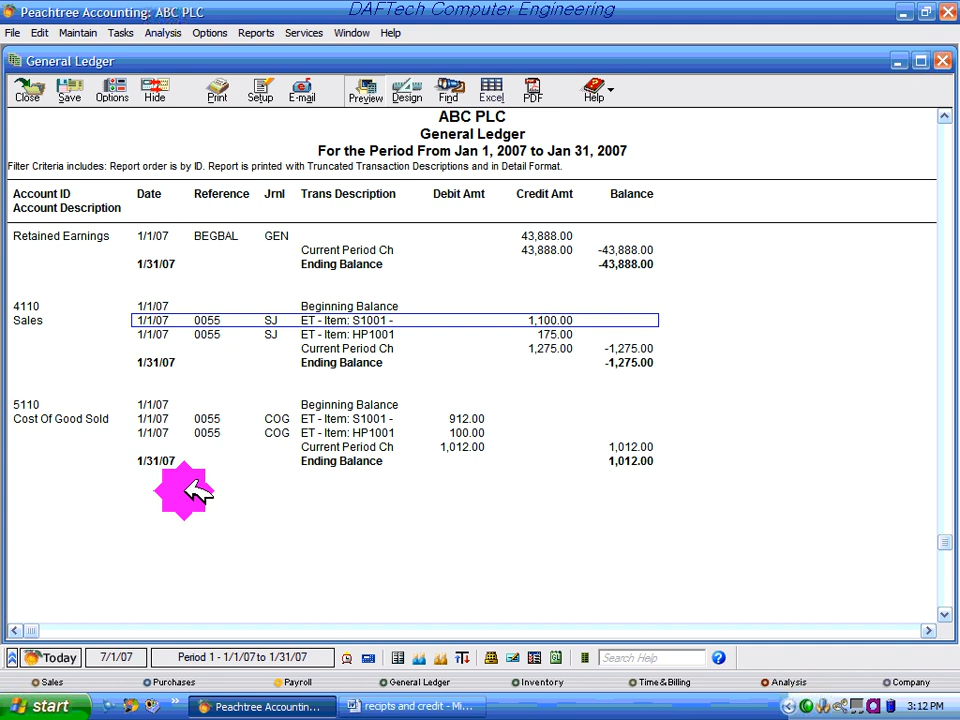 DAFTech Computer Engineering
Peachtree Accounting: ABC PLC
File Edit Maintain Tasks Analysis Options Reports Services Window Help
General Ledger
Close Save Options Hide Print Setup E-mail Preview Design Find Excel PDF Help
ABC PLC
General Ledger
For the Period From Jan 1, 2007 to Jan 31, 2007
Filter Criteria includes: Report order is by ID. Report is printed with Truncated Transaction Descriptions and in Detail Format.
Account ID Date Reference Jrnl Trans Description Debit Amt Credit Amt Balance
Account Description
Retained Earnings 1/1/07 BEGBAL GEN 43,888.00
Current Period Ch 43,888.00 -43,888.00
1/31/07 Ending Balance -43,888.00
4110 1/1/07 Beginning Balance
Sales 1/1/07 0055 SJ ET - Item: S1001 - 1,100.00
1/1/07 0055 SJ ET - Item: HP1001 175.00
Current Period Ch 1,275.00 -1,275.00
1/31/07 Ending Balance -1,275.00
5110 1/1/07 Beginning Balance
Cost Of Good Sold 1/1/07 0055 COG ET - Item: S1001 - 912.00
1/1/07 0055 COG ET - Item: HP1001 100.00
Current Period Ch 1,012.00 1,012.00
1/31/07 Ending Balance 1,012.00
Today 7/1/07 Period 1 - 1/1/07 to 1/31/07 Search Help
Sales Purchases Payroll General Ledger Inventory Time & Billing Analysis Company
start Peachtree Accountin... recipts and credit - Mi... 3:12 PM